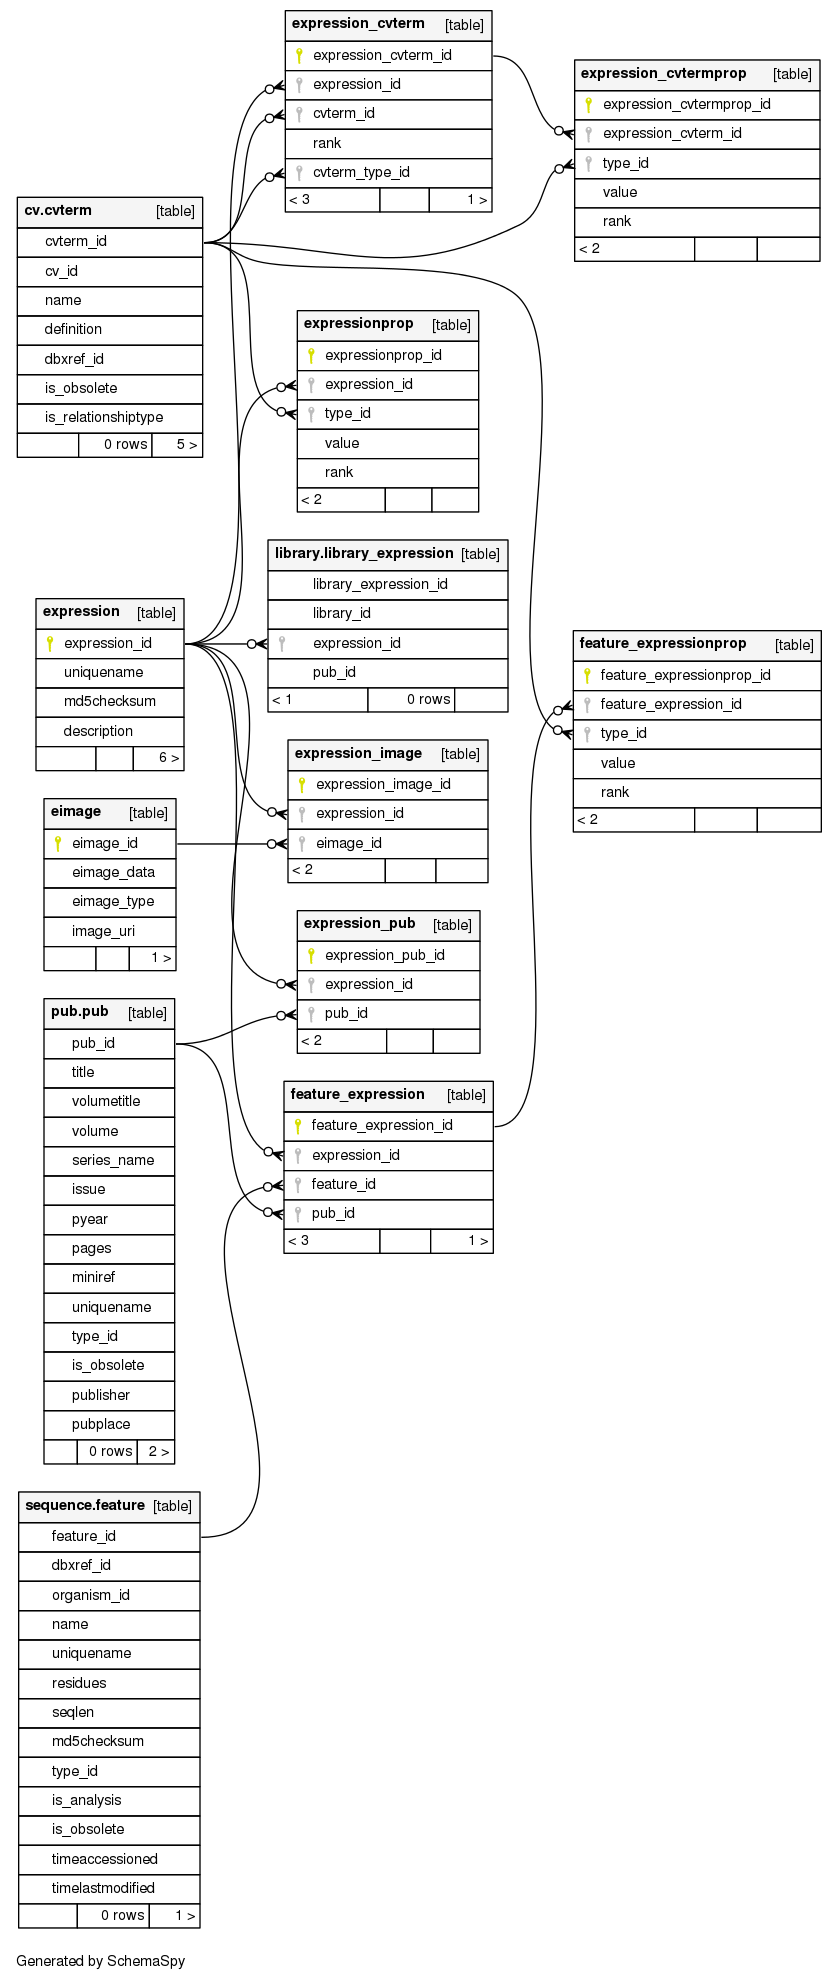 expression_cvterm [table]
expression_cvterm_id
expression_id
cvterm_id
rank
cvterm_type_id
< 3 1 >
expression_cvtermprop [table]
expression_cvtermprop_id
expression_cvterm_id
type_id
value
rank
< 2
cv.cvterm [table]
cvterm_id
cv_id
name
definition
dbxref_id
is_obsolete
is_relationshiptype
0 rows 5 >
expressionprop [table]
expressionprop_id
expression_id
type_id
value
rank
< 2
library.library_expression [table]
library_expression_id
library_id
expression_id
pub_id
< 1 0 rows
expression [table]
expression_id
uniquename
md5checksum
description
6 >
feature_expressionprop [table]
feature_expressionprop_id
feature_expression_id
type_id
value
rank
< 2
expression_image [table]
expression_image_id
expression_id
eimage_id
< 2
eimage [table]
eimage_id
eimage_data
eimage_type
image_uri
1 >
expression_pub [table]
expression_pub_id
expression_id
pub_id
< 2
pub.pub [table]
pub_id
title
volumetitle
volume
series_name
issue
pyear
pages
miniref
uniquename
type_id
is_obsolete
publisher
pubplace
0 rows 2 >
feature_expression [table]
feature_expression_id
expression_id
feature_id
pub_id
< 3 1 >
sequence.feature [table]
feature_id
dbxref_id
organism_id
name
uniquename
residues
seqlen
md5checksum
type_id
is_analysis
is_obsolete
timeaccessioned
timelastmodified
0 rows 1 >
Generated by SchemaSpy